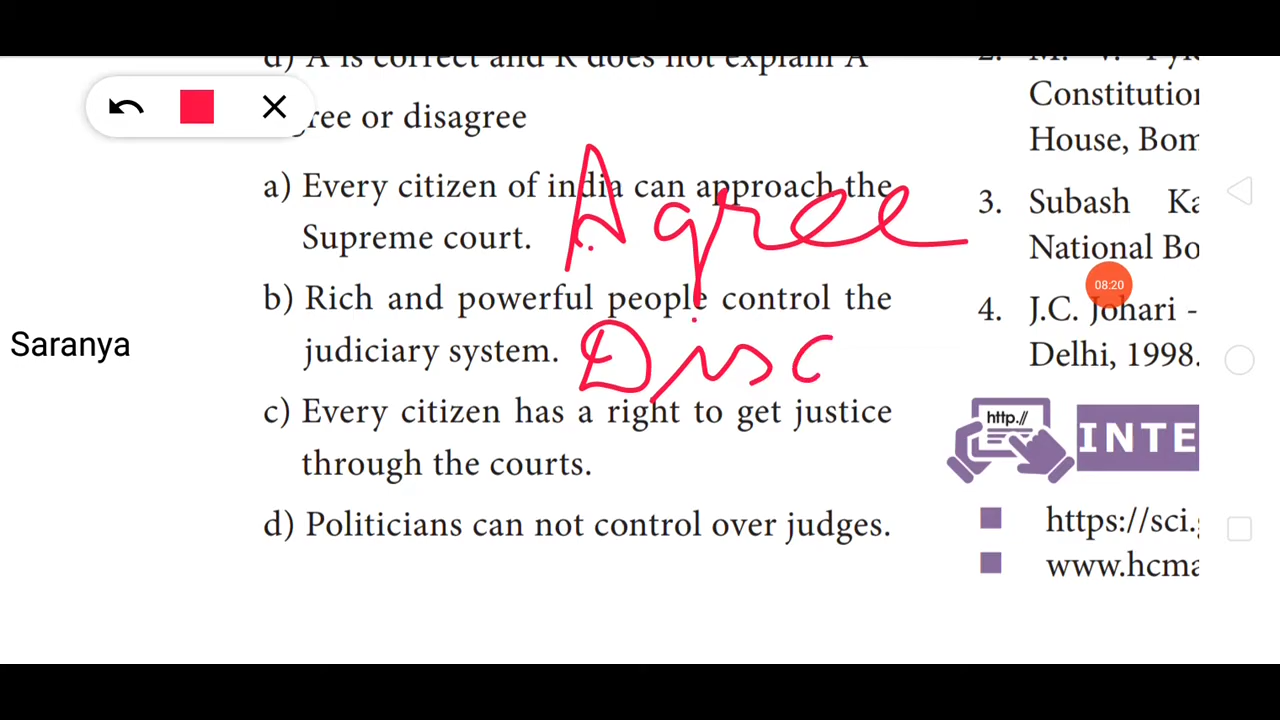 d) A is correct and R does not explain A
gree or disagree
a) Every citizen of india can approach the
Supreme court.
Agree
b) Rich and powerful people control the
judiciary system.
Disc
c) Every citizen has a right to get justice
through the courts.
d) Politicians can not control over judges.
Saranya
2. M. V. Pyl
Constitution
House, Bom
3. Subash Ka
National Bo
08:20
4. J.C. Johari -
Delhi, 1998.
http://
INTE
https://sci.g
www.hcma